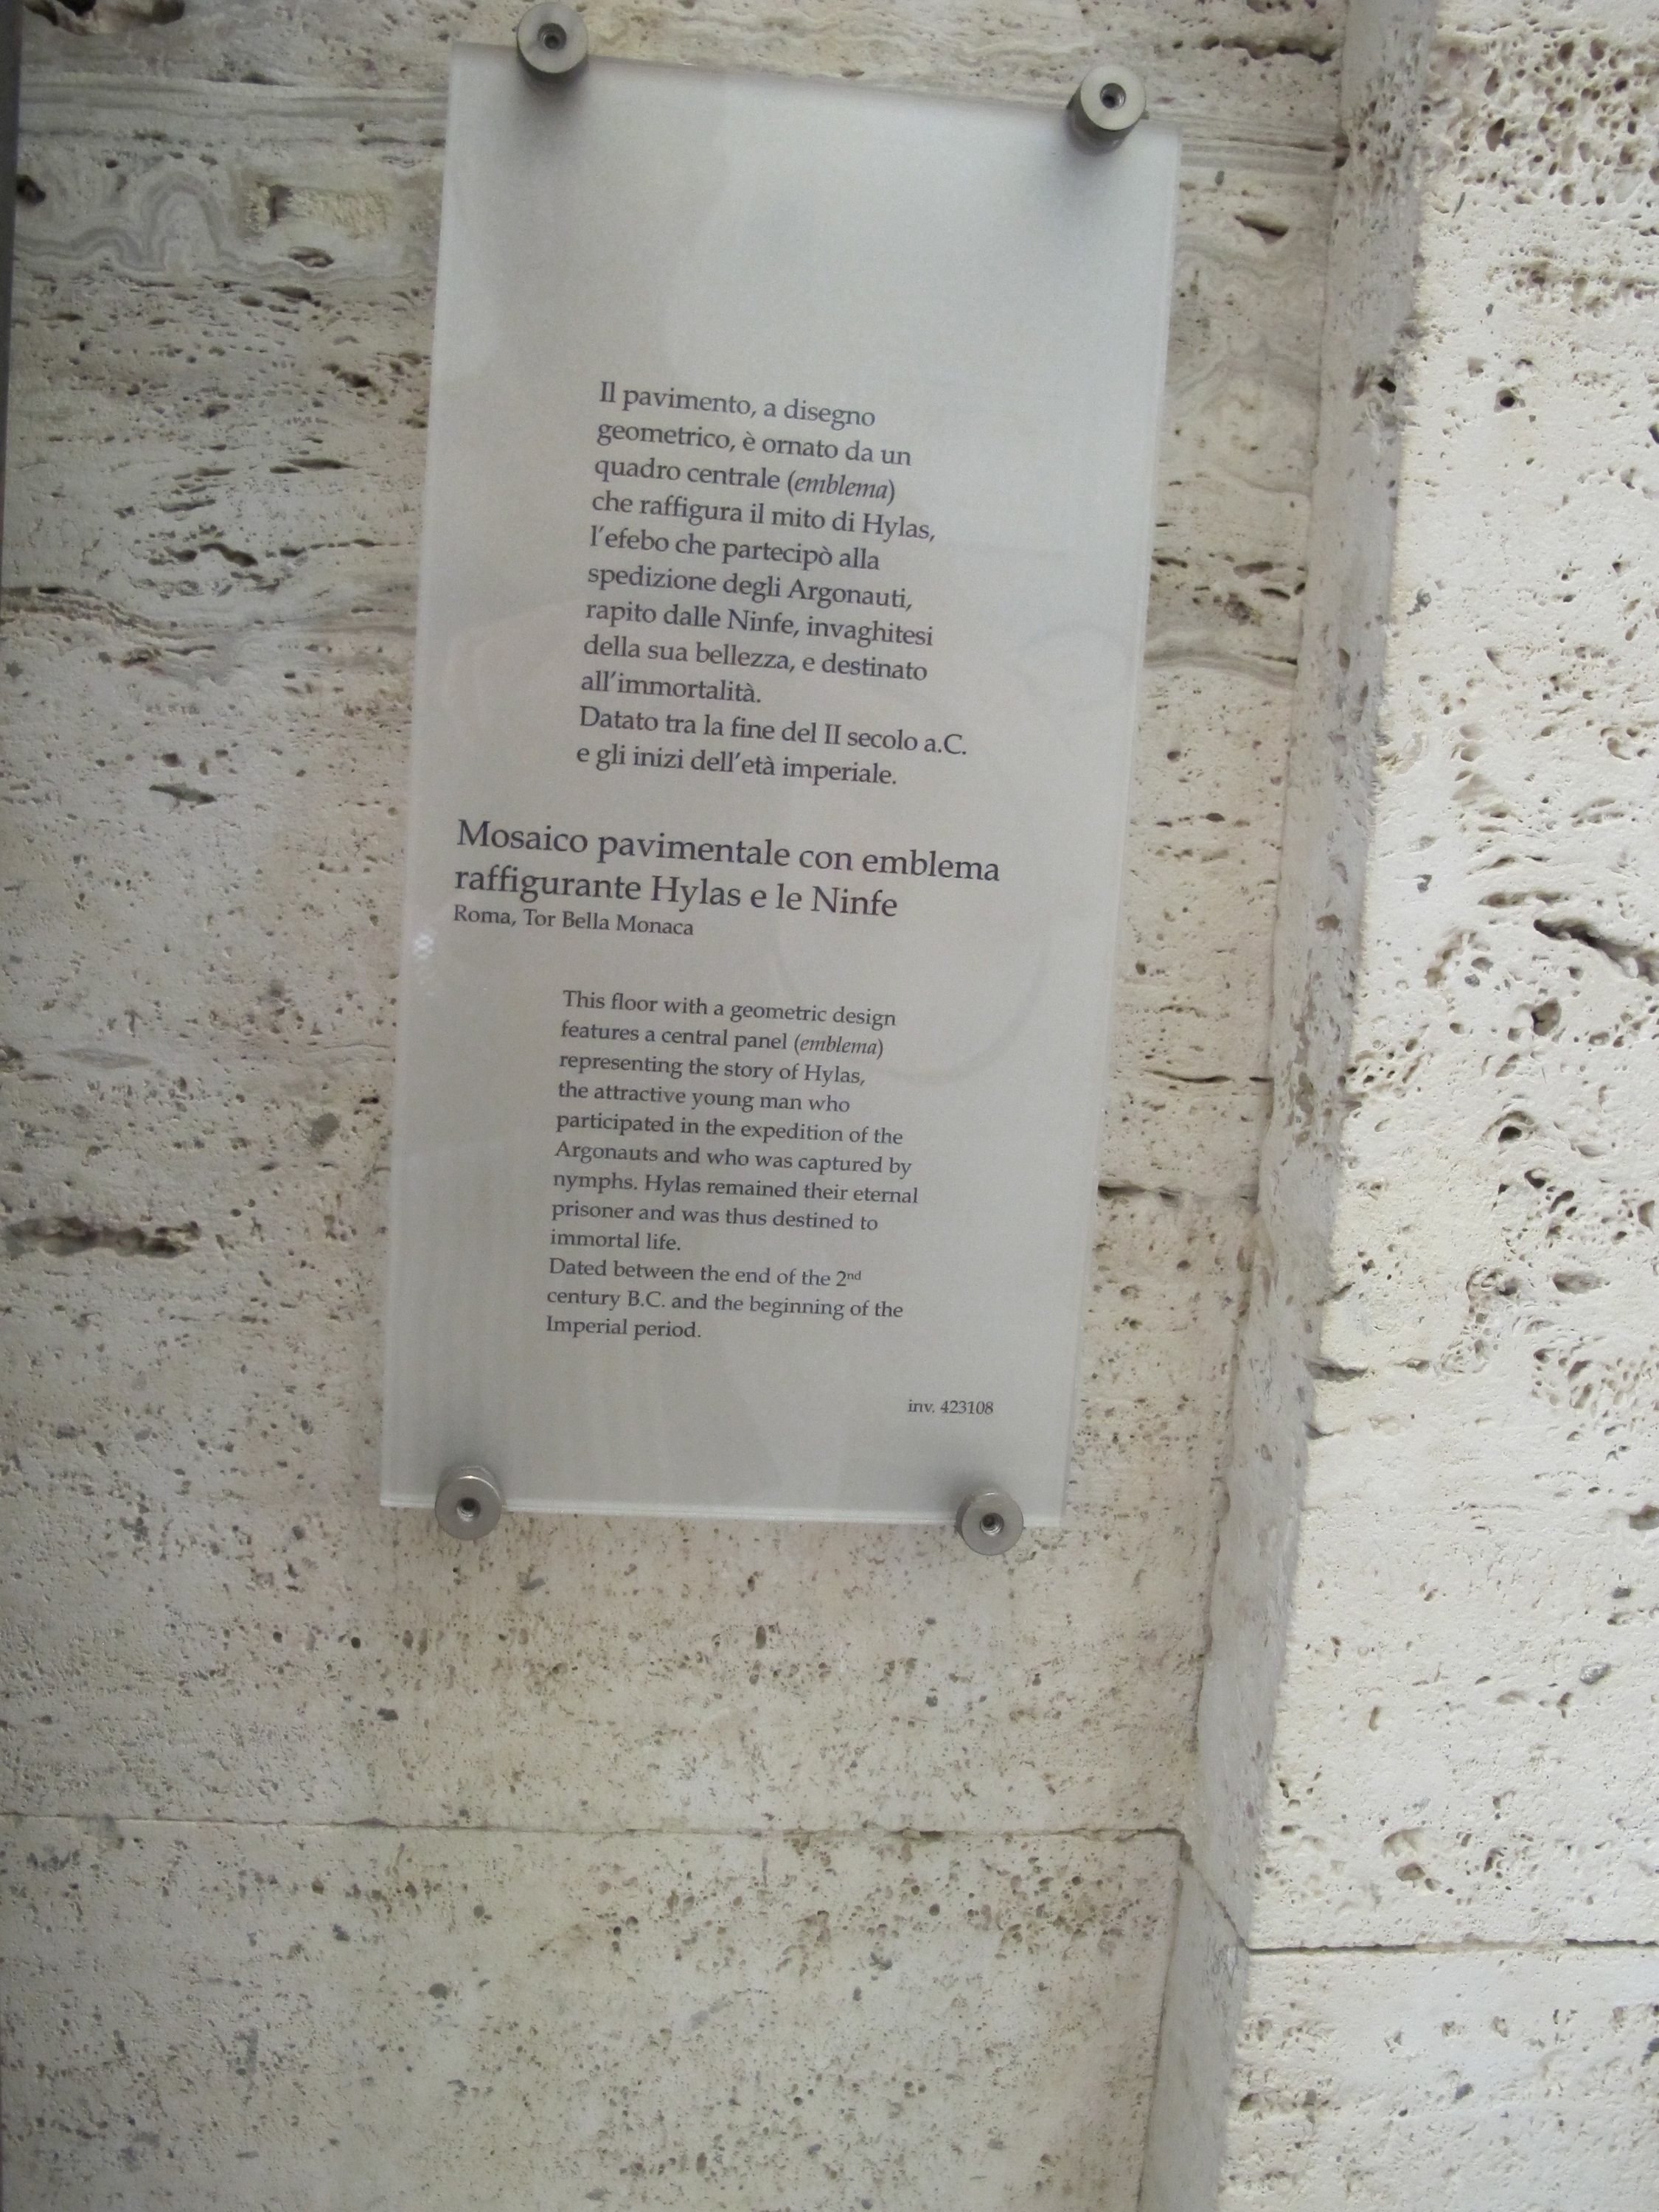 Il pavimento, a disegno
geometrico, è ornato da un
quadro centrale (emblema)
che raffigura il mito di Hylas,
l'efebo che partecipò alla
spedizione degli Argonauti,
rapito dalle Ninfe, invaghitesi
della sua bellezza, e destinato
all'immortalità.
Datato tra la fine del II secolo a.C.
e gli inizi dell'età imperiale.
Mosaico pavimentale con emblema
raffigurante Hylas e le Ninfe
Roma, Tor Bella Monaca
This floor with a geometric design
features a central panel (emblema)
representing the story of Hylas,
the attractive young man who
participated in the expedition of the
Argonauts and who was captured by
nymphs. Hylas remained their eternal
prisoner and was thus destined to
immortal life.
Dated between the end of the 2nd
century B.C. and the beginning of the
Imperial period.
inv. 423108